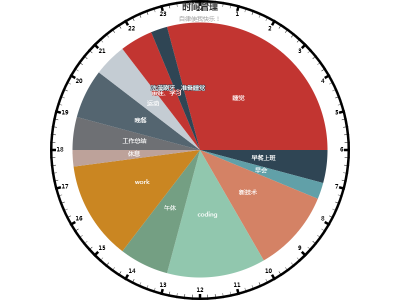 时间管理
自律给我快乐！
1
2
3
4
5
6
7
8
9
10
11
12
13
14
15
16
17
18
19
20
21
22
23
睡觉
早餐上班
早会
新技术
coding
午休
work
休息
工作总结
晚餐
运动
学习
洗澡刷牙，准备睡觉